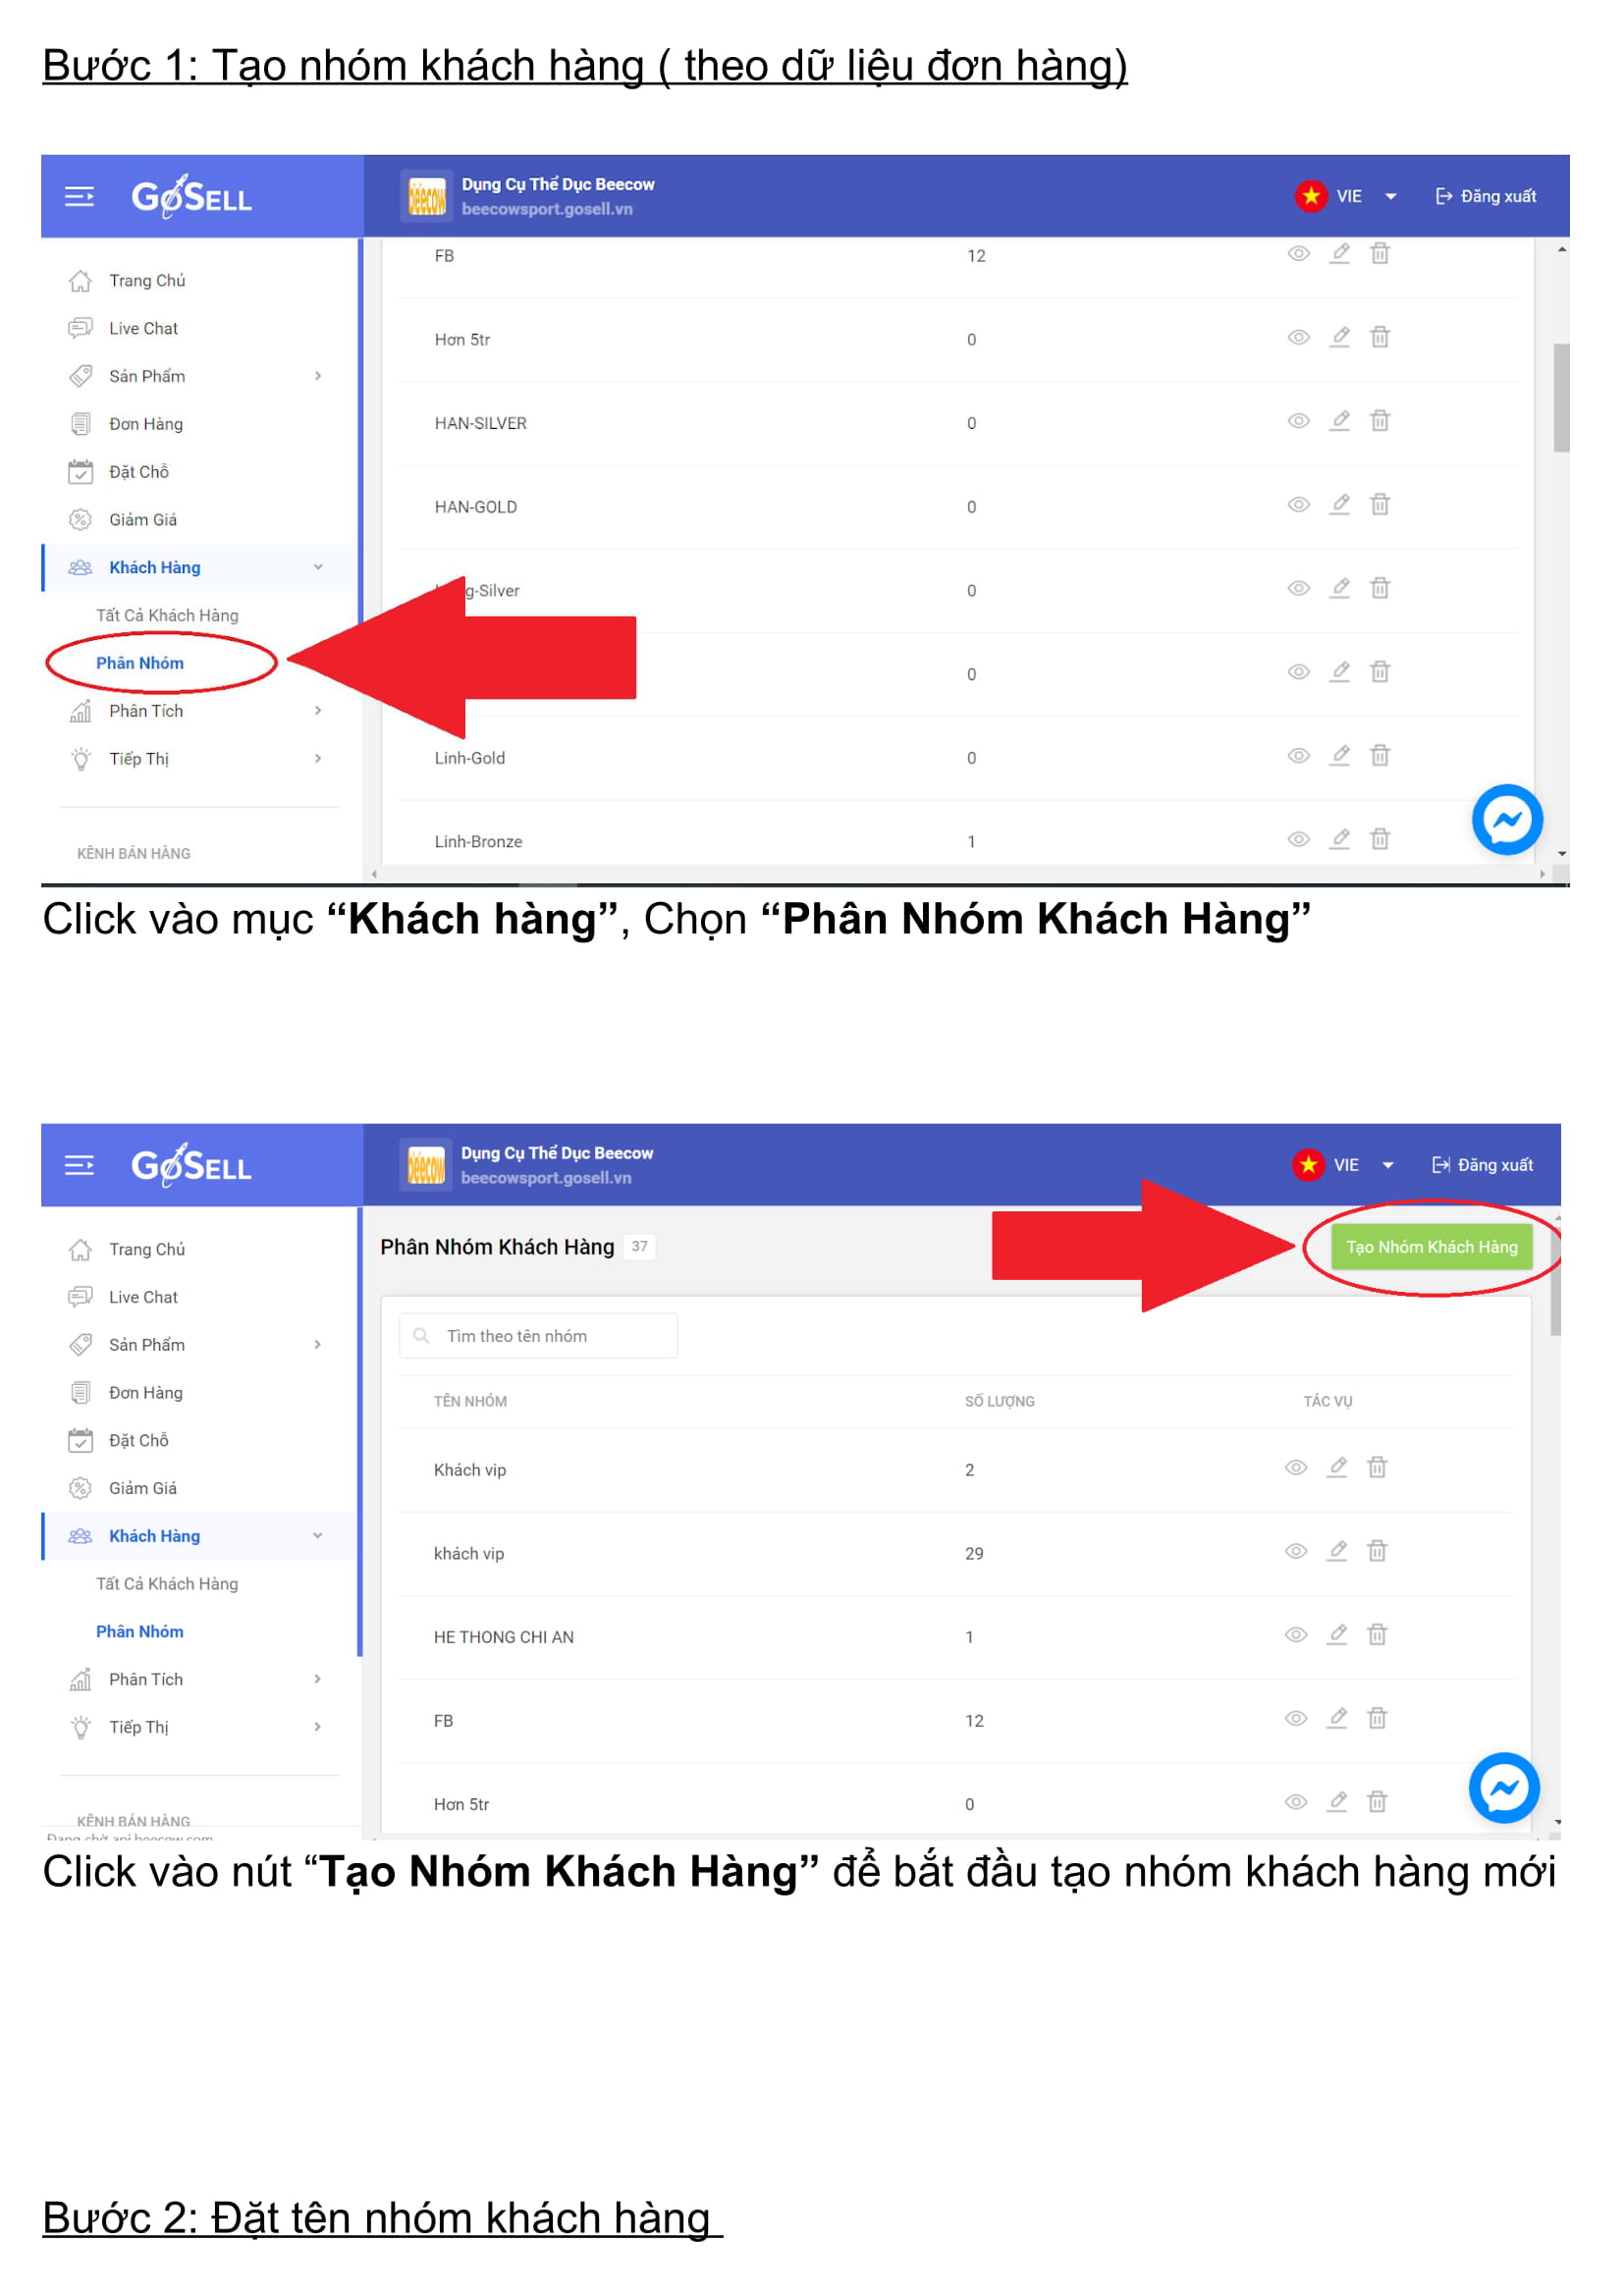 Bước 1: Tạo nhóm khách hàng ( theo dữ liệu đơn hàng)
GoSELL
Dụng Cụ Thể Dục Beecow
beecowsport.gosell.vn
VIE
Đăng xuất
Trang Chủ
Live Chat
Sản Phẩm
Đơn Hàng
Đặt Chỗ
Giảm Giá
Khách Hàng
Tất Cả Khách Hàng
Phân Nhóm
Phân Tích
Tiếp Thị
KÊNH BÁN HÀNG
FB 12
Hơn 5tr 0
HAN-SILVER 0
HAN-GOLD 0
g-Silver 0
0
Linh-Gold 0
Linh-Bronze 1
Click vào mục “Khách hàng”, Chọn “Phân Nhóm Khách Hàng”
GoSELL
Dụng Cụ Thể Dục Beecow
beecowsport.gosell.vn
VIE
Đăng xuất
Trang Chủ
Live Chat
Sản Phẩm
Đơn Hàng
Đặt Chỗ
Giảm Giá
Khách Hàng
Tất Cả Khách Hàng
Phân Nhóm
Phân Tích
Tiếp Thị
KÊNH BÁN HÀNG
Đang chờ api.beecow.com
Phân Nhóm Khách Hàng 37
Tạo Nhóm Khách Hàng
Tìm theo tên nhóm
TÊN NHÓM SỐ LƯỢNG TÁC VỤ
Khách vip 2
khách vip 29
HE THONG CHI AN 1
FB 12
Hơn 5tr 0
Click vào nút “Tạo Nhóm Khách Hàng” để bắt đầu tạo nhóm khách hàng mới
Bước 2: Đặt tên nhóm khách hàng